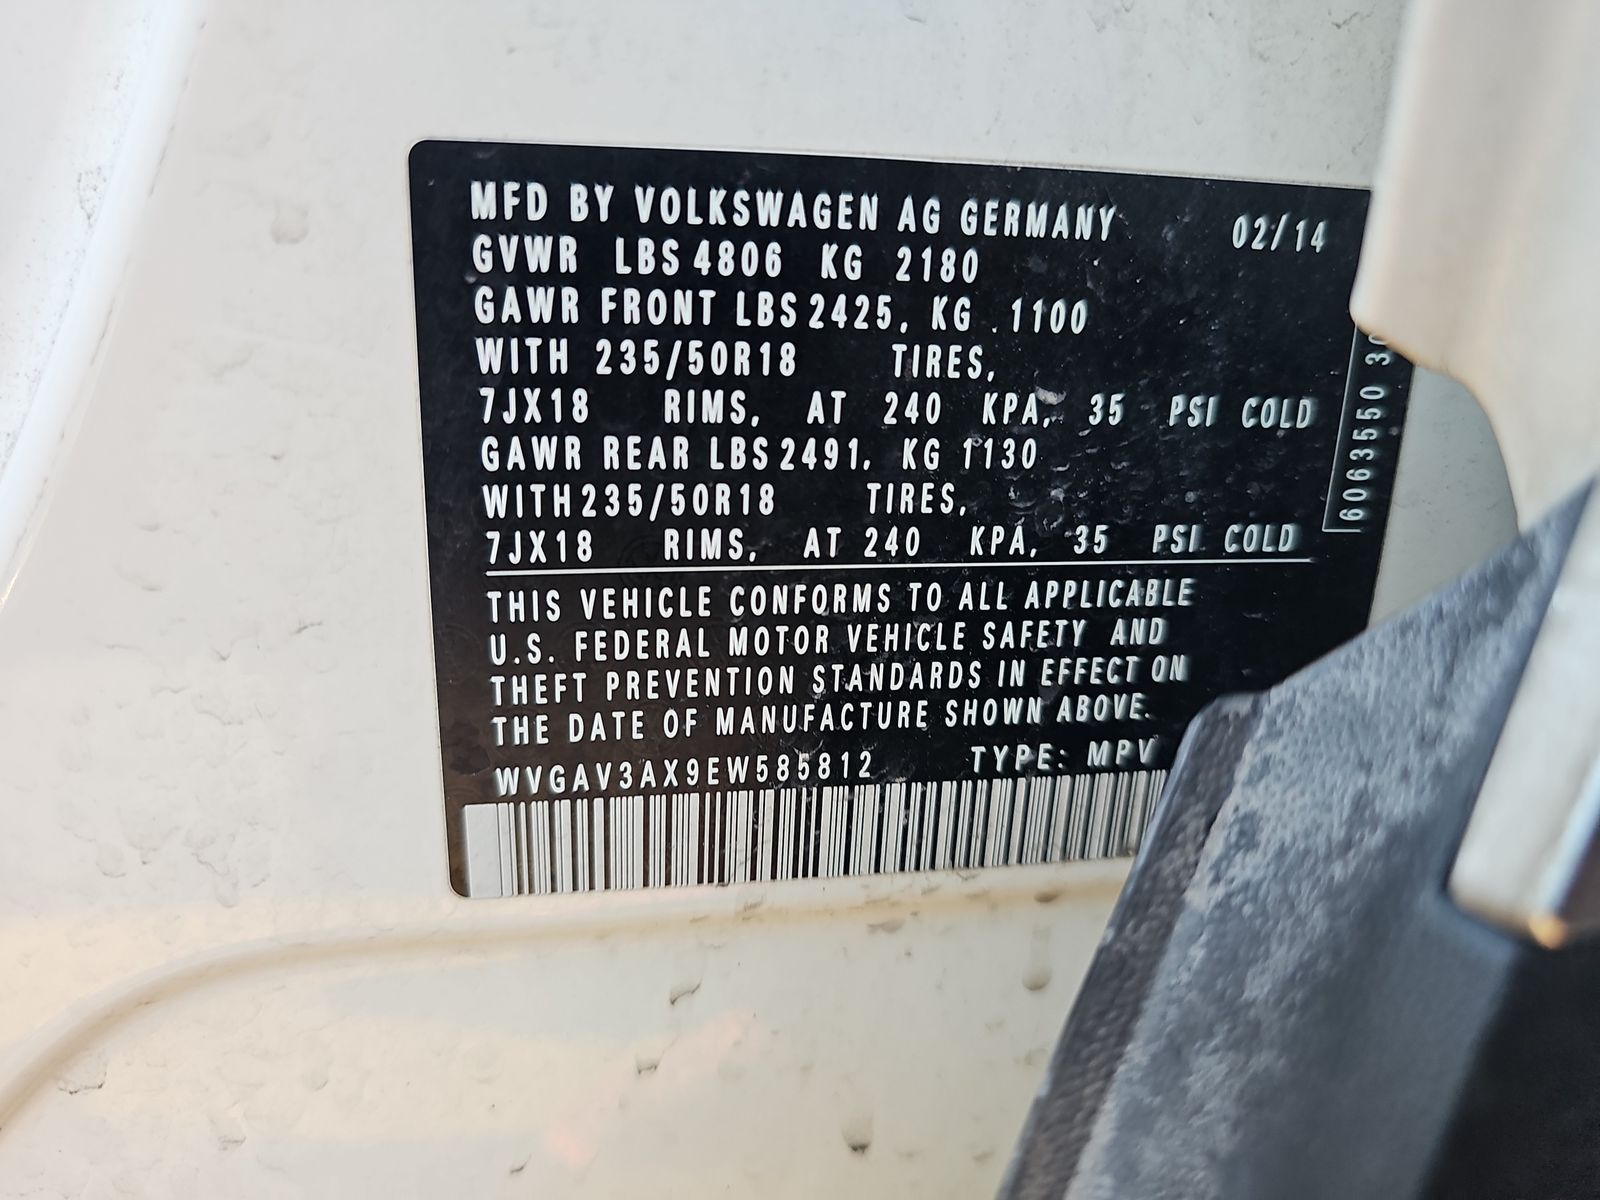 MFD BY VOLKSWAGEN AG GERMANY 02/14
GVWR LBS 4806 KG 2180
GAWR FRONT LBS 2425, KG 1100
WITH 235/50R18 TIRES,
7JX18 RIMS, AT 240 KPA, 35 PSI COLD
GAWR REAR LBS 2491, KG 1130
WITH 235/50R18 TIRES,
7JX18 RIMS, AT 240 KPA, 35 PSI COLD
THIS VEHICLE CONFORMS TO ALL APPLICABLE
U.S. FEDERAL MOTOR VEHICLE SAFETY AND
THEFT PREVENTION STANDARDS IN EFFECT ON
THE DATE OF MANUFACTURE SHOWN ABOVE.
WVGAV3AX9EW585812 TYPE: MPV
6063550